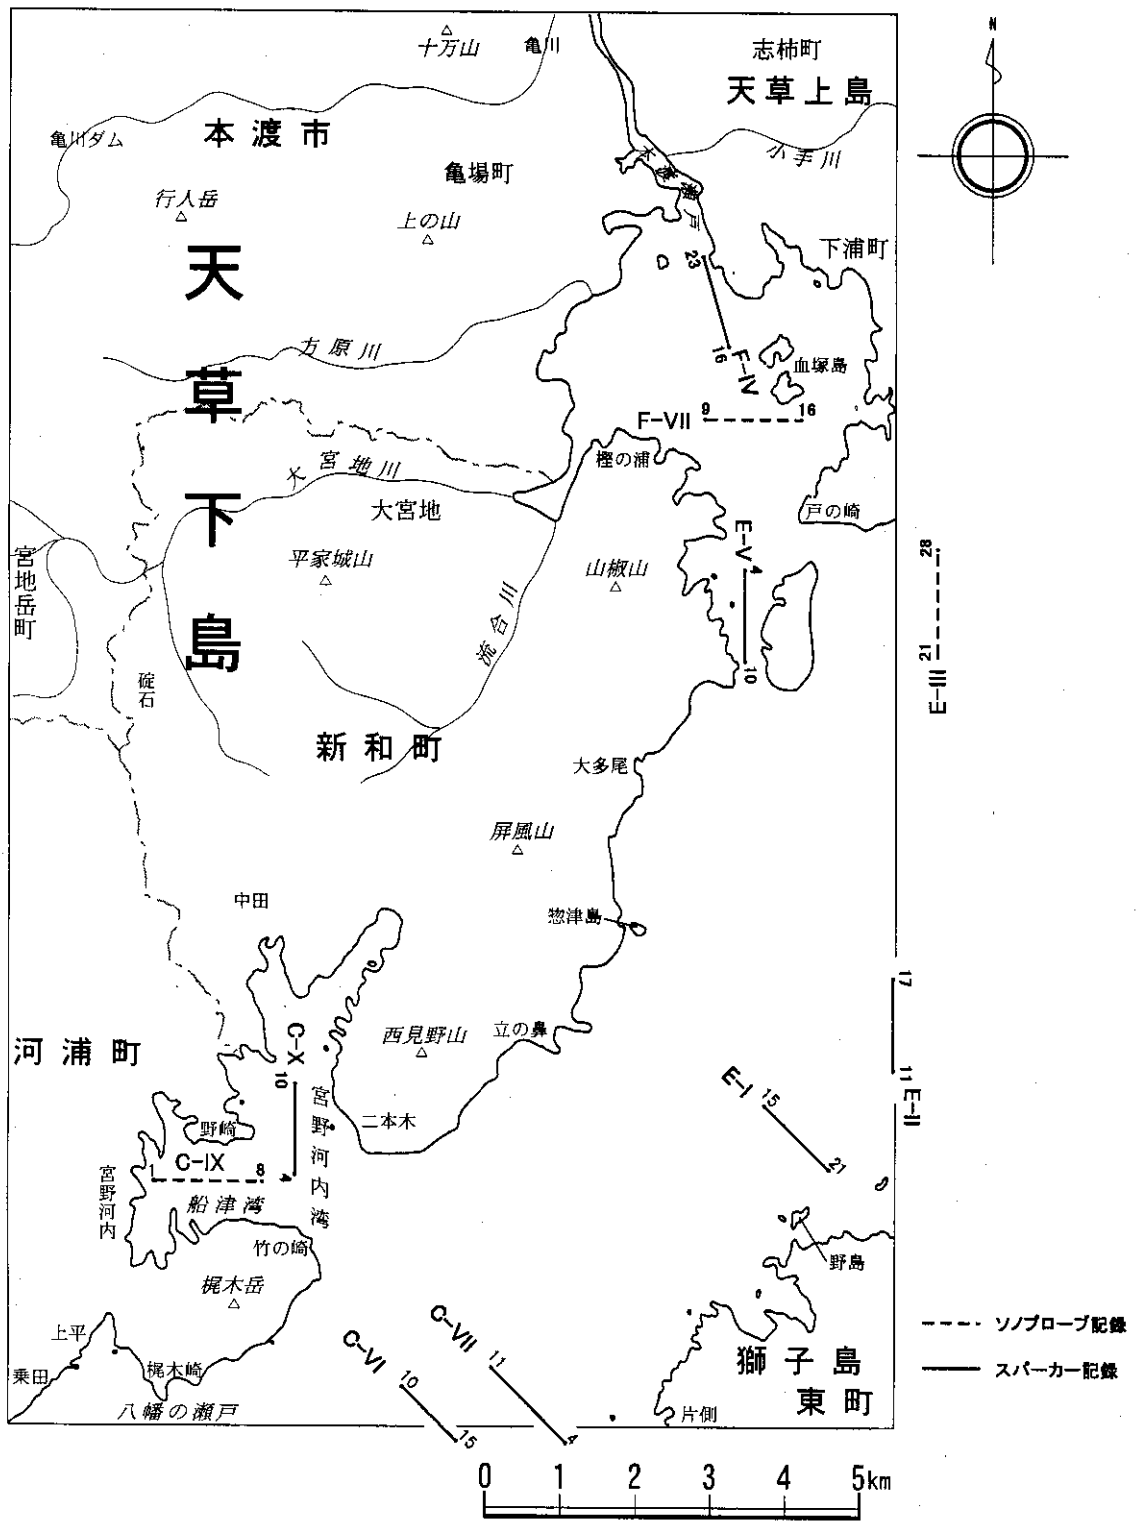 N
十万山
亀川
志柿町
天草上島
亀川ダム
本渡市
小手川
亀場町
本渡瀬戸
行人岳
上の山
下浦町
天草下島
23
方原川
16
F-IV
血塚島
F-VII
9
16
樫の浦
大宮地川
大宮地
戸の崎
E-V
4
28
宮地岳町
平家城山
山椒山
流合川
10
21
E-III
碇石
新和町
大多尾
屏風山
中田
惣津島
17
河浦町
C-X
西見野山
立の鼻
10
E-I
15
11
E-II
宮野河内湾
二本木
野崎
C-IX
1
8
4
21
宮野河内
船津湾
竹の崎
野島
梶木岳
C-VII
上平
C-VI
11
獅子島
乗田
梶木崎
10
東町
八幡の瀬戸
15
4
片側
ソノプローブ記録
スパーカー記録
0 1 2 3 4 5km